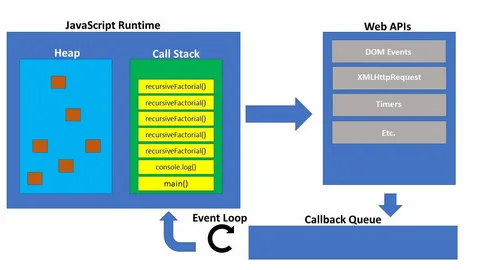 JavaScript Runtime
Heap
Call Stack
recursiveFactorial()
recursiveFactorial()
recursiveFactorial()
recursiveFactorial()
recursiveFactorial()
console.log()
main()
Web APIs
DOM Events
XMLHttpRequest
Timers
Etc.
Event Loop
Callback Queue